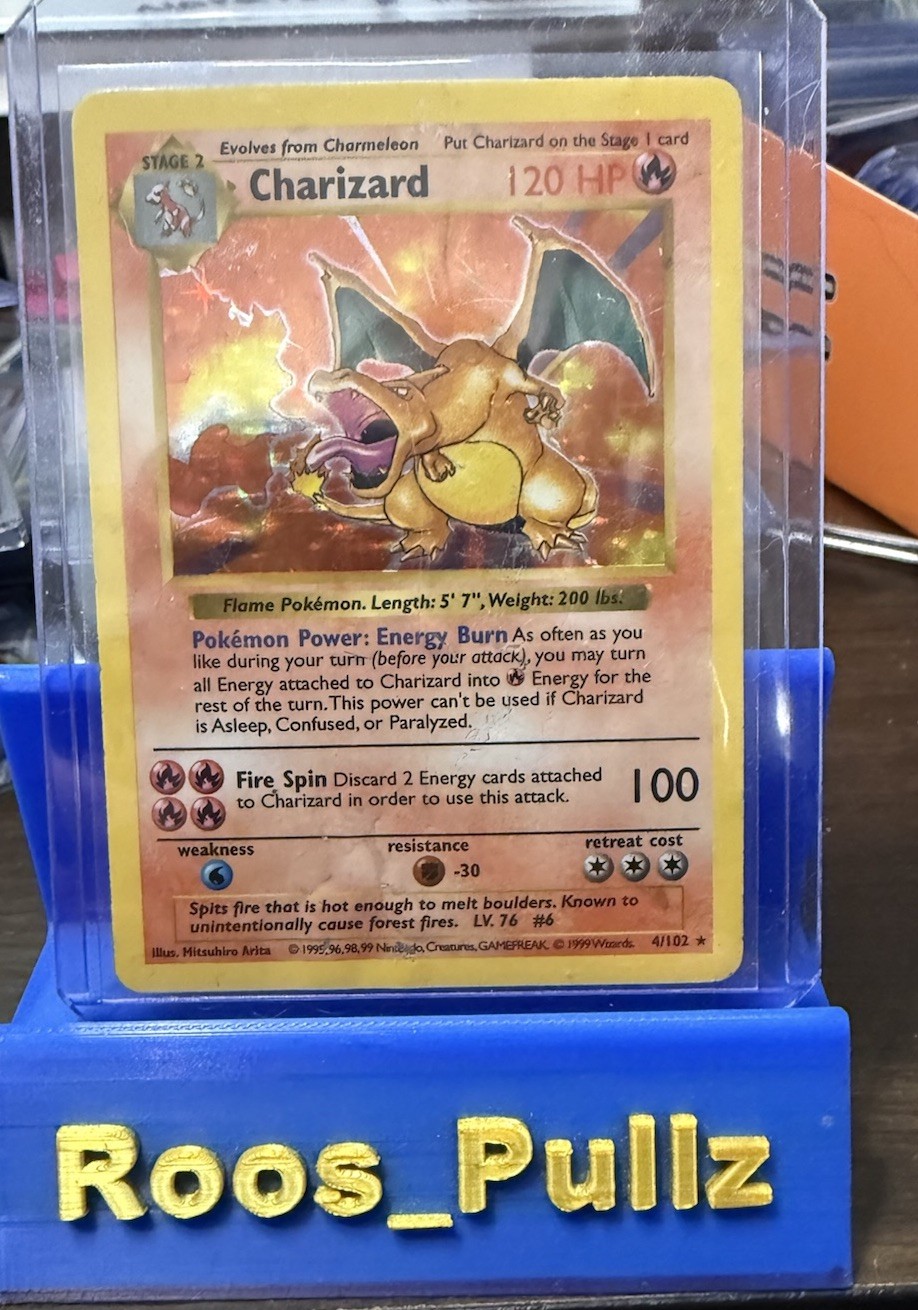 Evolves from Charmeleon Put Charizard on the Stage 1 card
STAGE 2
Charizard 120 HP
Flame Pokémon. Length: 5' 7", Weight: 200 lbs.
Pokémon Power: Energy Burn As often as you
like during your turn (before your attack), you may turn
all Energy attached to Charizard into Energy for the
rest of the turn. This power can't be used if Charizard
is Asleep, Confused, or Paralyzed.
Fire Spin Discard 2 Energy cards attached
to Charizard in order to use this attack. 100
weakness resistance retreat cost
-30
Spits fire that is hot enough to melt boulders. Known to
unintentionally cause forest fires. LV. 76 #6
Illus. Mitsuhiro Arita © 1995, 96, 98, 99 Nintendo, Creatures, GAMEFREAK. © 1999 Wizards. 4/102 ★
Roos_Pullz